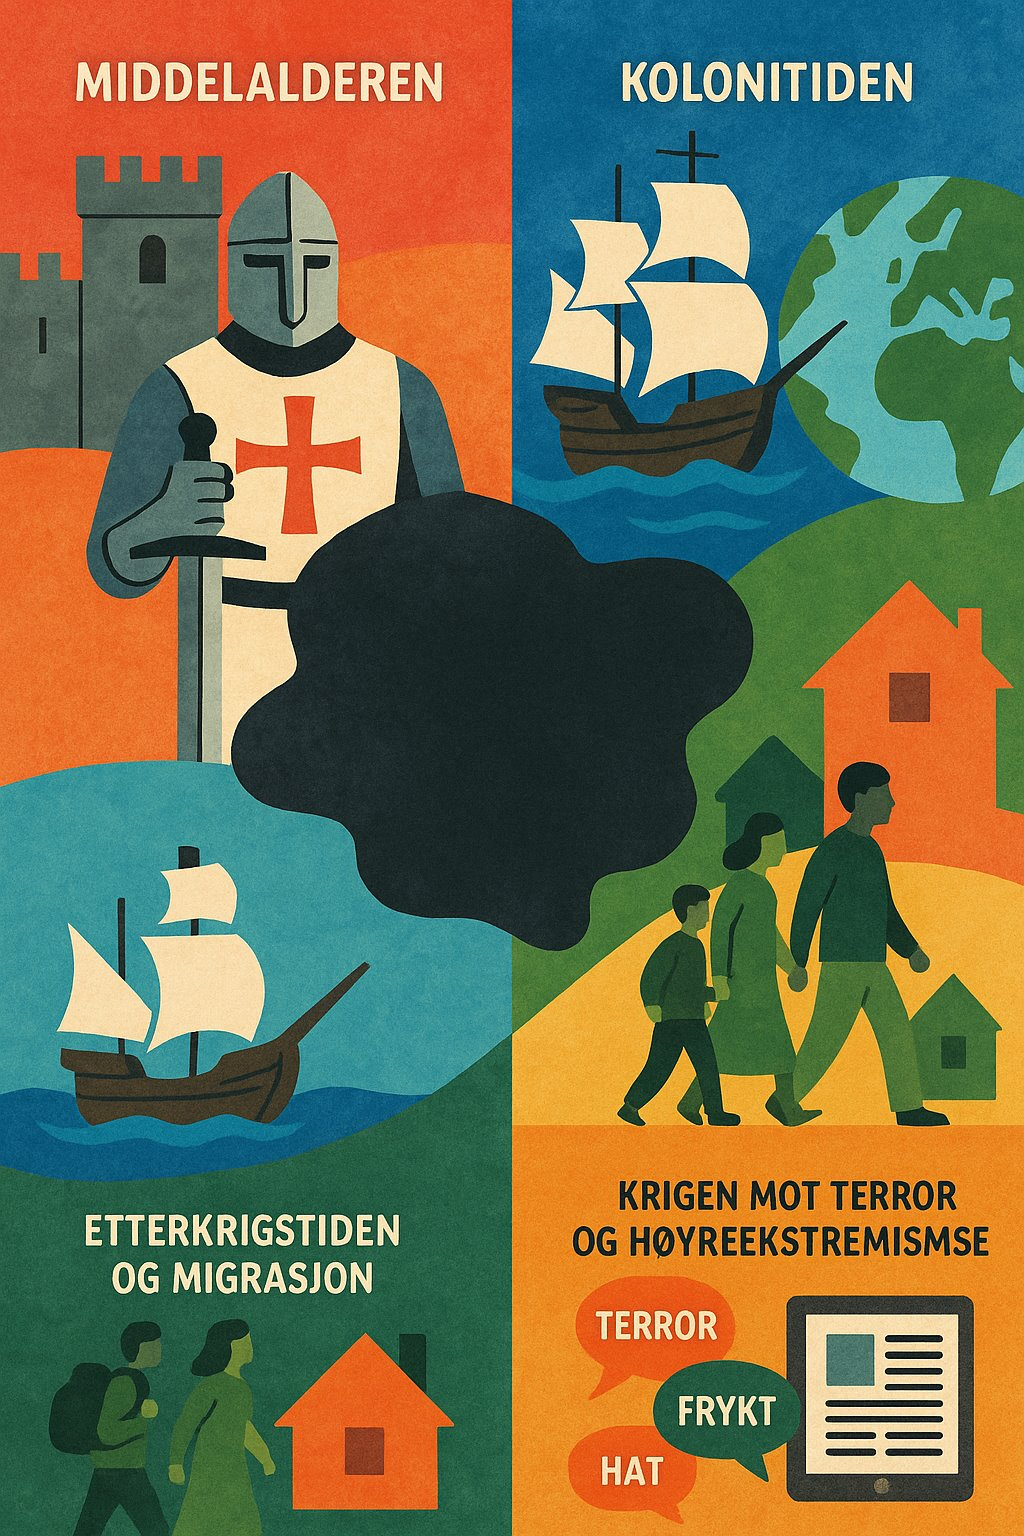 MIDDELALDEREN
KOLONITIDEN
ETTERKRIGSTIDEN
OG MIGRASJON
KRIGEN MOT TERROR
OG HØYREEKSTREMISMSE
TERROR
FRYKT
HAT